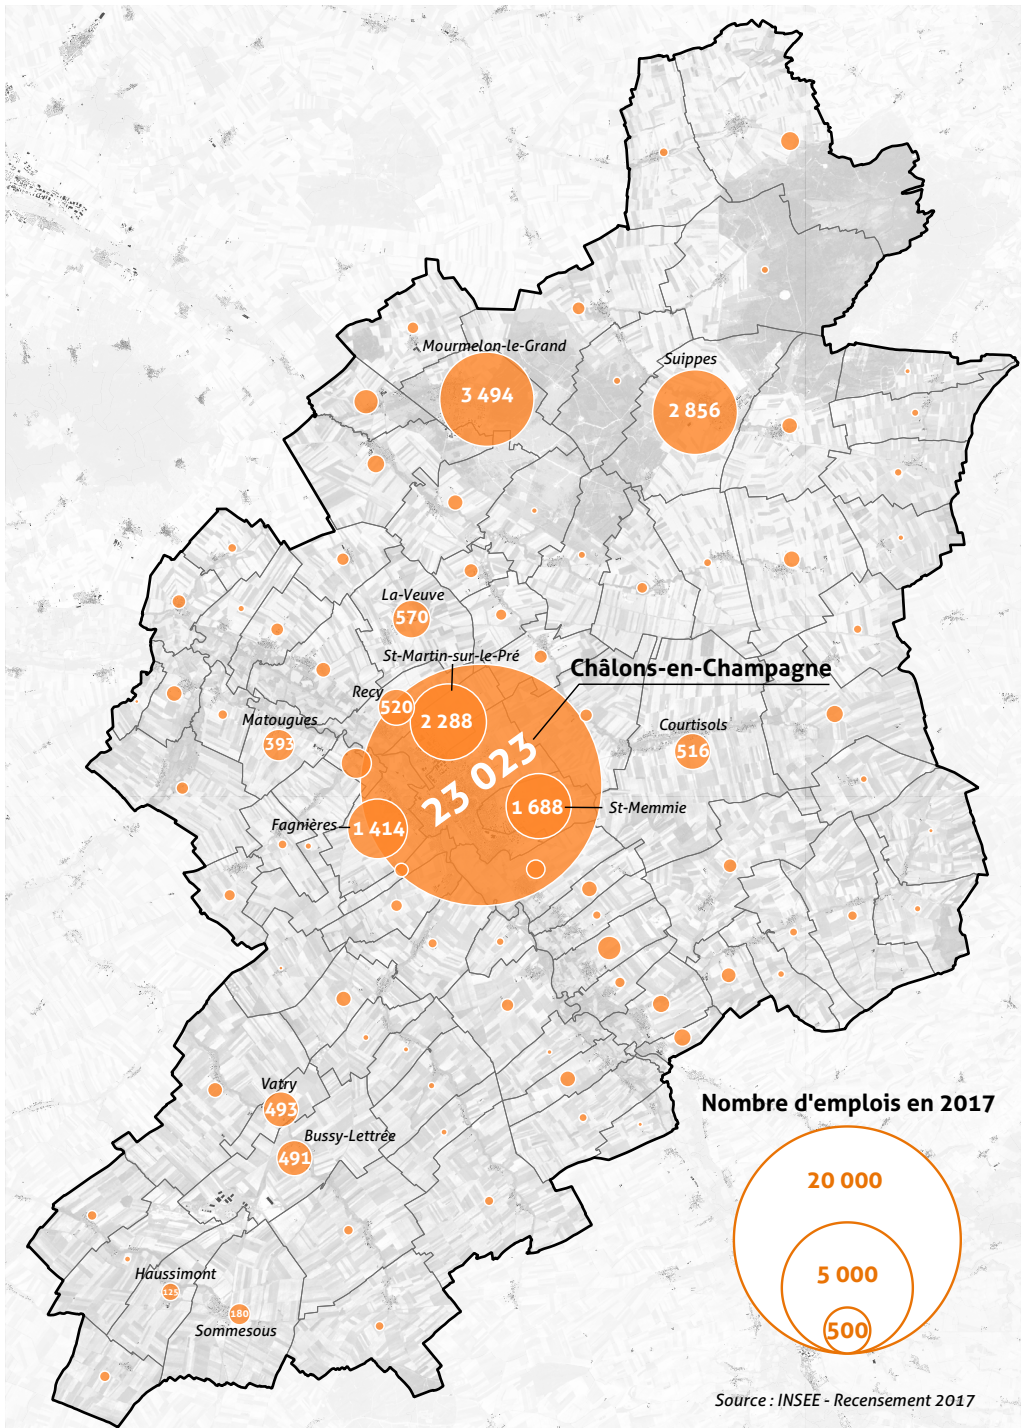 Mourmelon-le-Grand
3 494
Suippes
2 856
La-Veuve
570
St-Martin-sur-le-Pré
Châlons-en-Champagne
Recy
520
2 288
Matougues
393
Courtisols
516
23 023
1 688
St-Memmie
Fagnières
1 414
Vatry
493
Bussy-Lettrée
491
Haussimont
125
180
Sommesous
Nombre d'emplois en 2017
20 000
5 000
500
Source : INSEE - Recensement 2017